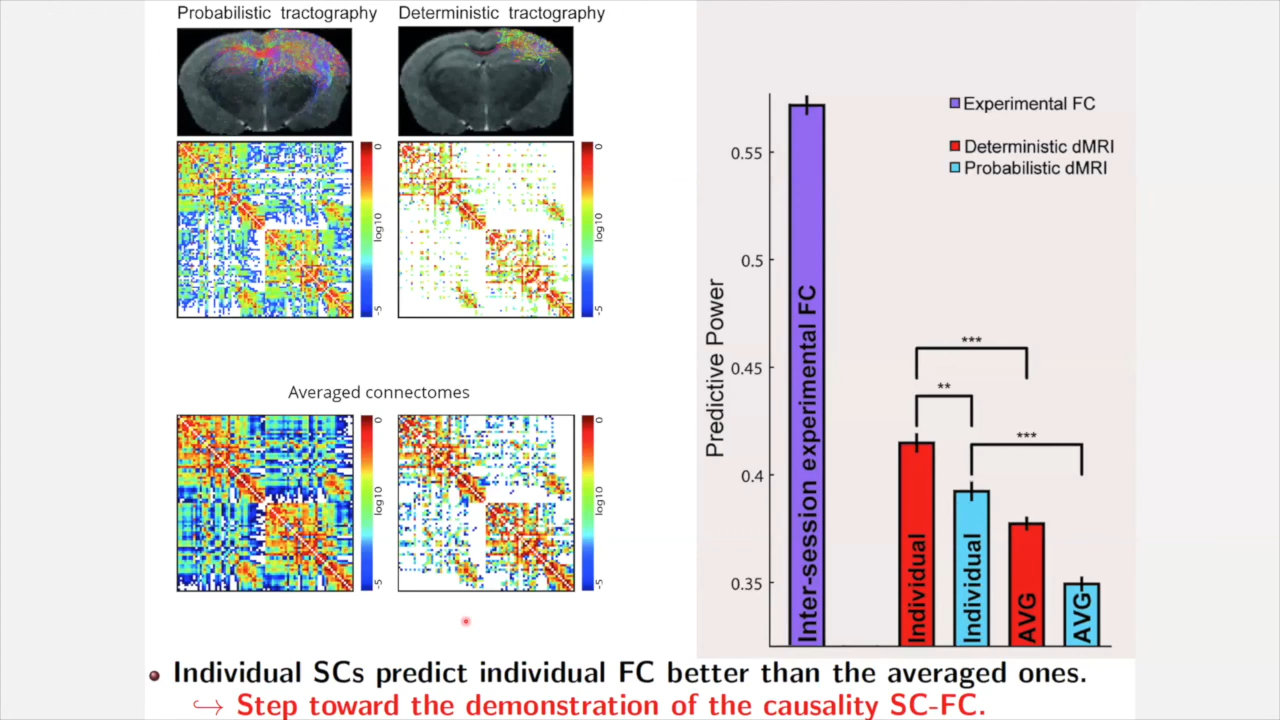 Probabilistic tractography
Deterministic tractography
0
log10
-5
0
log10
-5
Averaged connectomes
0
log10
-5
0
log10
-5
Experimental FC
Deterministic dMRI
Probabilistic dMRI
Predictive Power
0.55
0.5
0.45
0.4
0.35
***
**
***
Inter-session experimental FC
Individual
Individual
AVG
AVG
Individual SCs predict individual FC better than the averaged ones.
↪ Step toward the demonstration of the causality SC-FC.